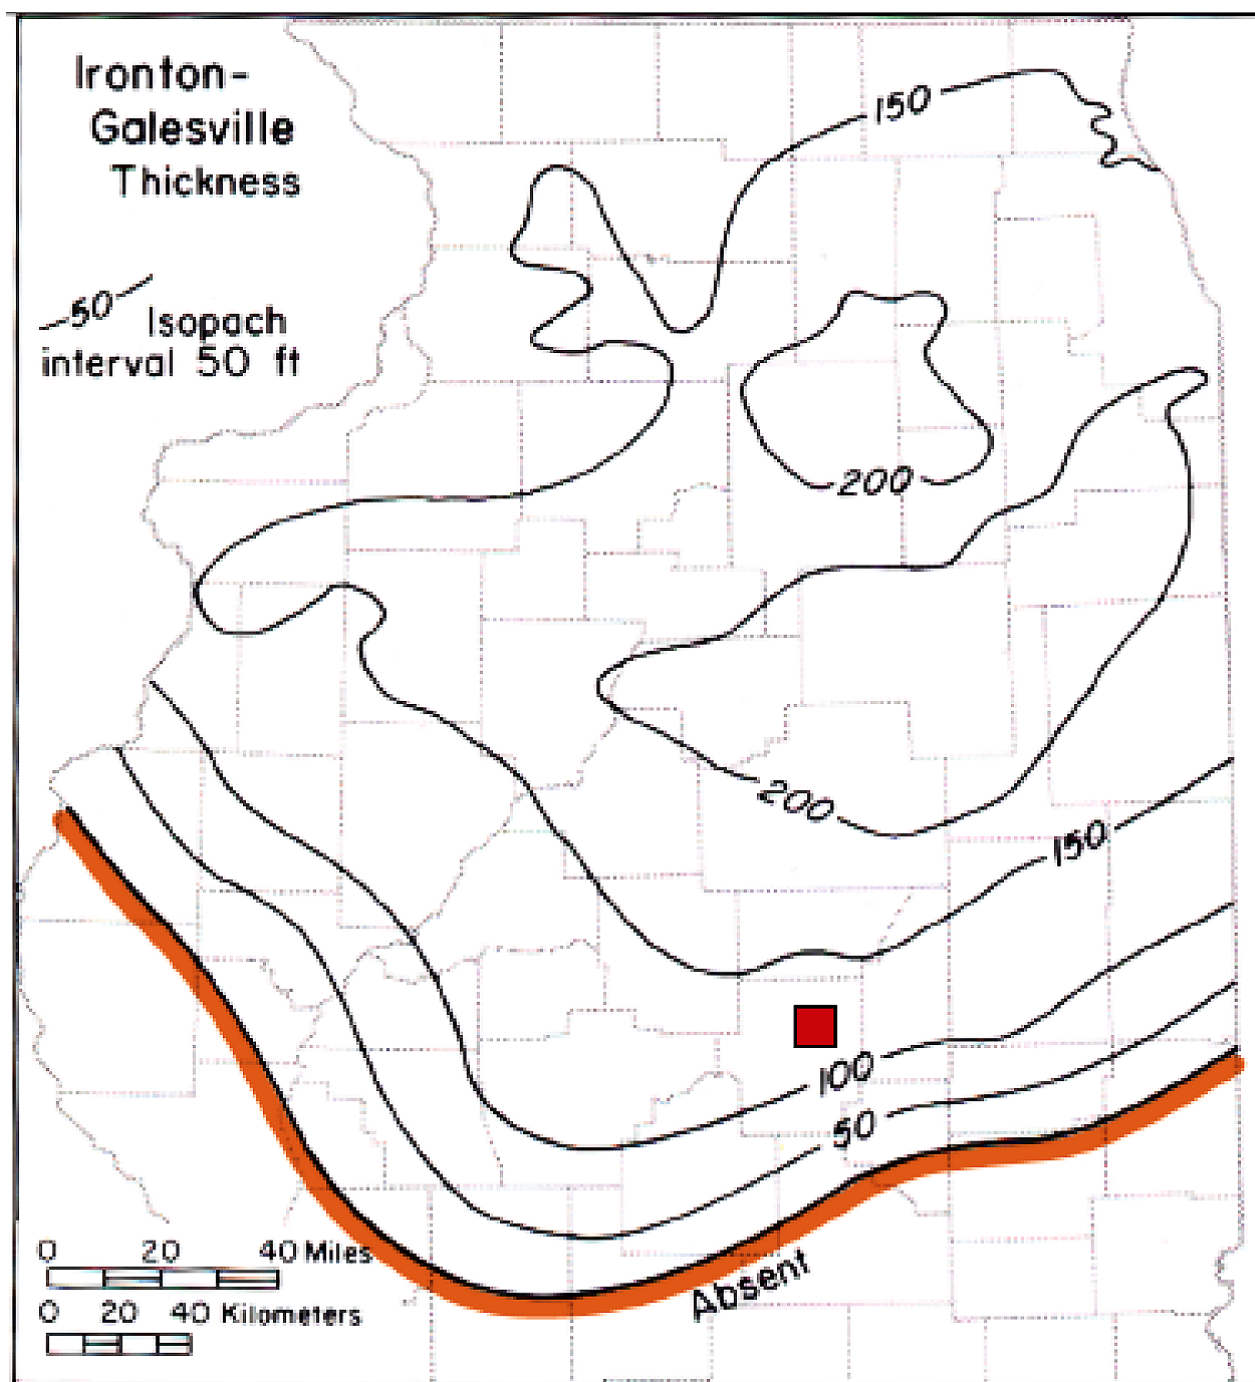 Ironton-
Galesville
Thickness
50
Isopach
interval 50 ft
150
200
200
150
100
50
Absent
0 20 40 Miles
0 20 40 Kilometers